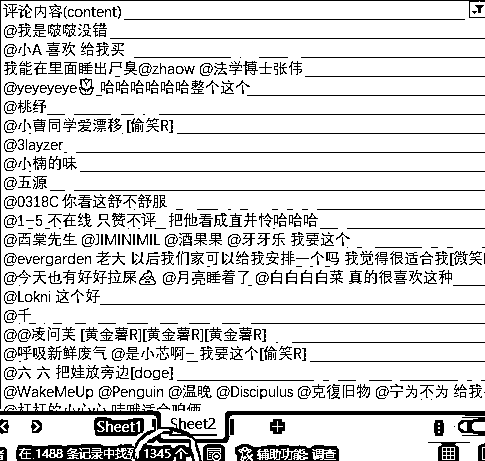 评论内容(content)
@我是啵啵没错
@小A 喜欢 给我买
我能在里面睡出尸臭@zhaow @法学博士张伟
@yeyeyeye🌷 哈哈哈哈哈哈整个这个
@桃纾
@小曹同学爱漂移 [偷笑R]
@3layzer
@小楠的味
@五源
@0318C 你看这舒不舒服
@1-5 不在线 只赞不评 把他看成直井怜哈哈哈
@酉棠先生 @JIMINIMIL @酒果果 @牙牙乐 我要这个
@evergarden 老大 以后我们家可以给我安排一个吗 我觉得很适合我[微笑
@今天也有好好拉屎💩 @月亮睡着了 @白白白白菜 真的很喜欢这种
@Lokni 这个好
@千
@@凌问芙 [黄金薯R][黄金薯R][黄金薯R]
@呼吸新鲜废气 @是小芯啊- 我要这个[偷笑R]
@六 六 把娃放旁边[doge]
@WakeMeUp @Penguin @温晚 @Discipulus @克復旧物 @宁为不为 给我
Sheet1 Sheet2
在 1488 条记录中找到 1345 个 辅助功能: 调查